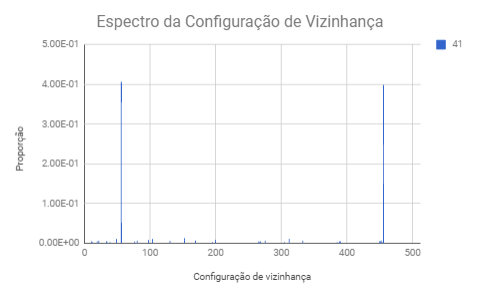 Espectro da Configuração de Vizinhança
5.00E-01
41
4.00E-01
3.00E-01
2.00E-01
1.00E-01
0.00E+00
Proporção
0 100 200 300 400 500
Configuração de vizinhança